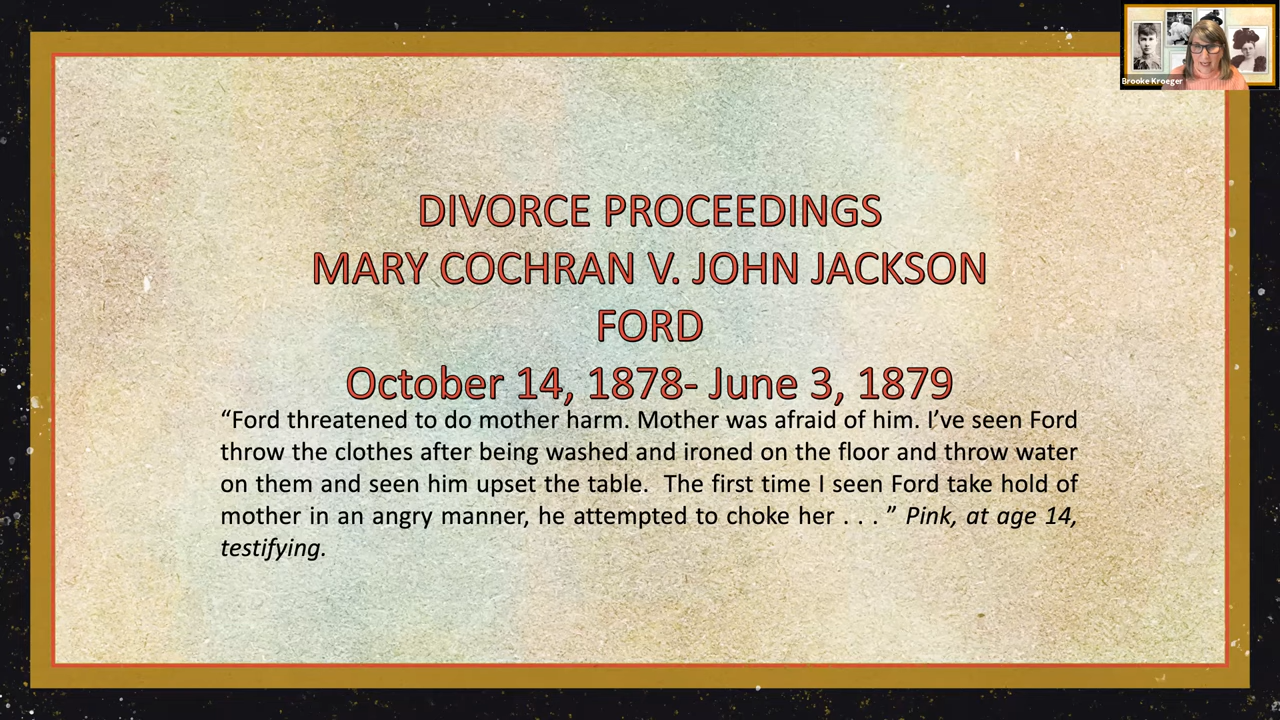 Brooke Kroeger
DIVORCE PROCEEDINGS
MARY COCHRAN V. JOHN JACKSON
FORD
October 14, 1878- June 3, 1879
“Ford threatened to do mother harm. Mother was afraid of him. I’ve seen Ford
throw the clothes after being washed and ironed on the floor and throw water
on them and seen him upset the table.  The first time I seen Ford take hold of
mother in an angry manner, he attempted to choke her . . . ” Pink, at age 14,
testifying.